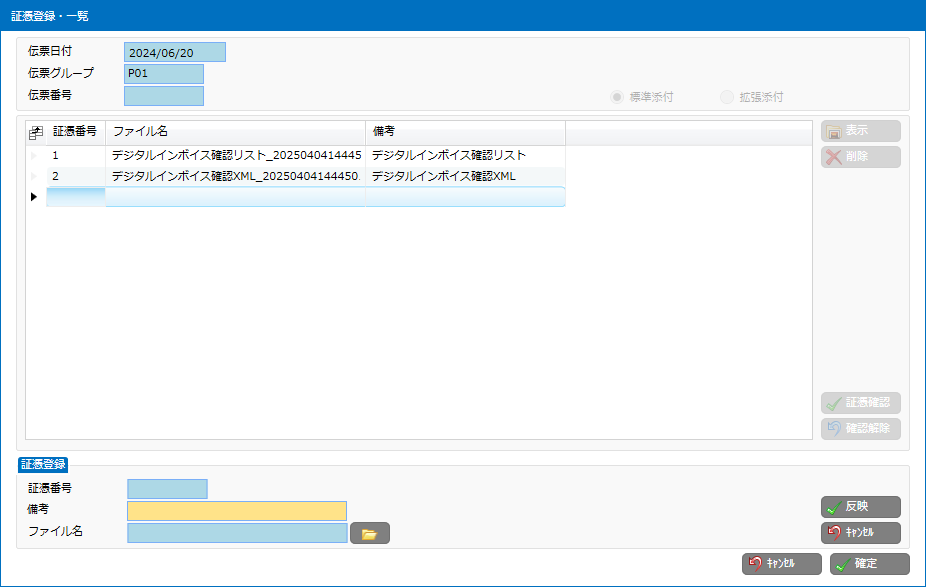 証憑登録・一覧
伝票日付 2024/06/20
伝票グループ P01
伝票番号
標準添付 拡張添付
証憑番号 ファイル名 備考
1 デジタルインボイス確認リスト_2025040414445 デジタルインボイス確認リスト
2 デジタルインボイス確認XML_20250404144450. デジタルインボイス確認XML
表示
削除
証憑確認
確認解除
証憑登録
証憑番号
備考
ファイル名
反映
ｷｬﾝｾﾙ
ｷｬﾝｾﾙ 確定